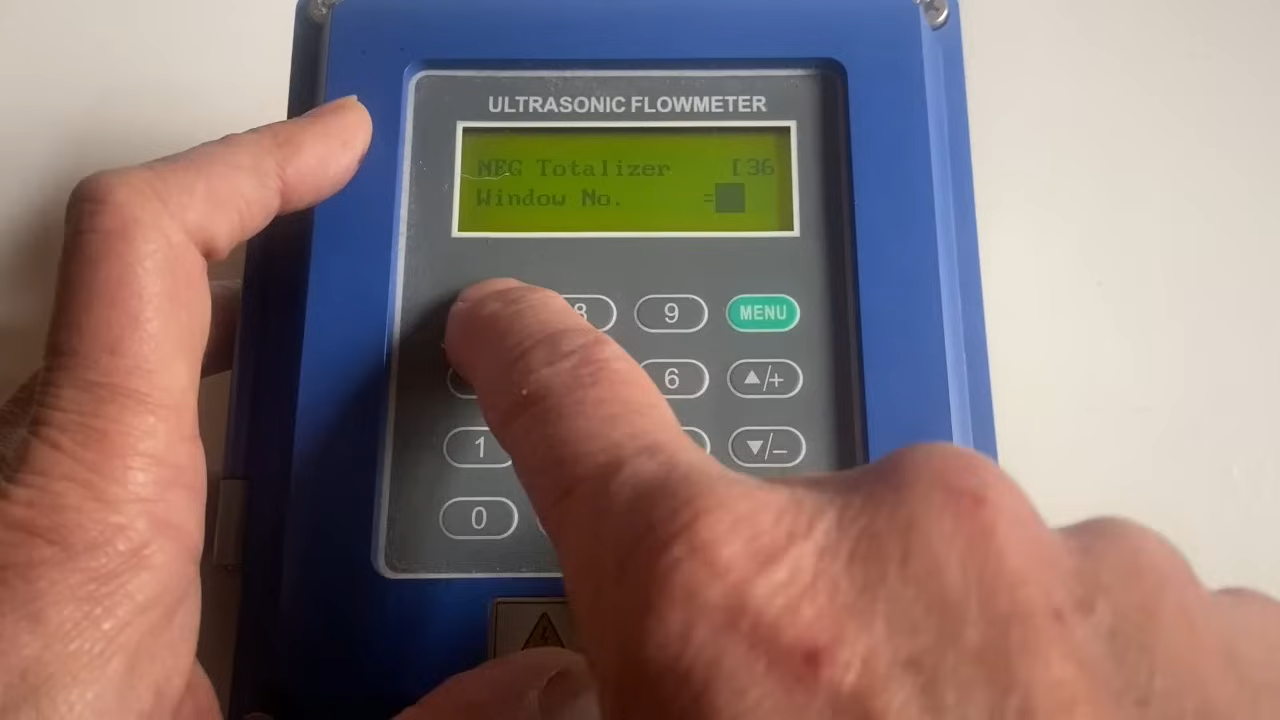 ULTRASONIC FLOWMETER
NEG Totalizer [36
Window No. =
8 9 MENU
6 ▲/+
1 ▼/–
0